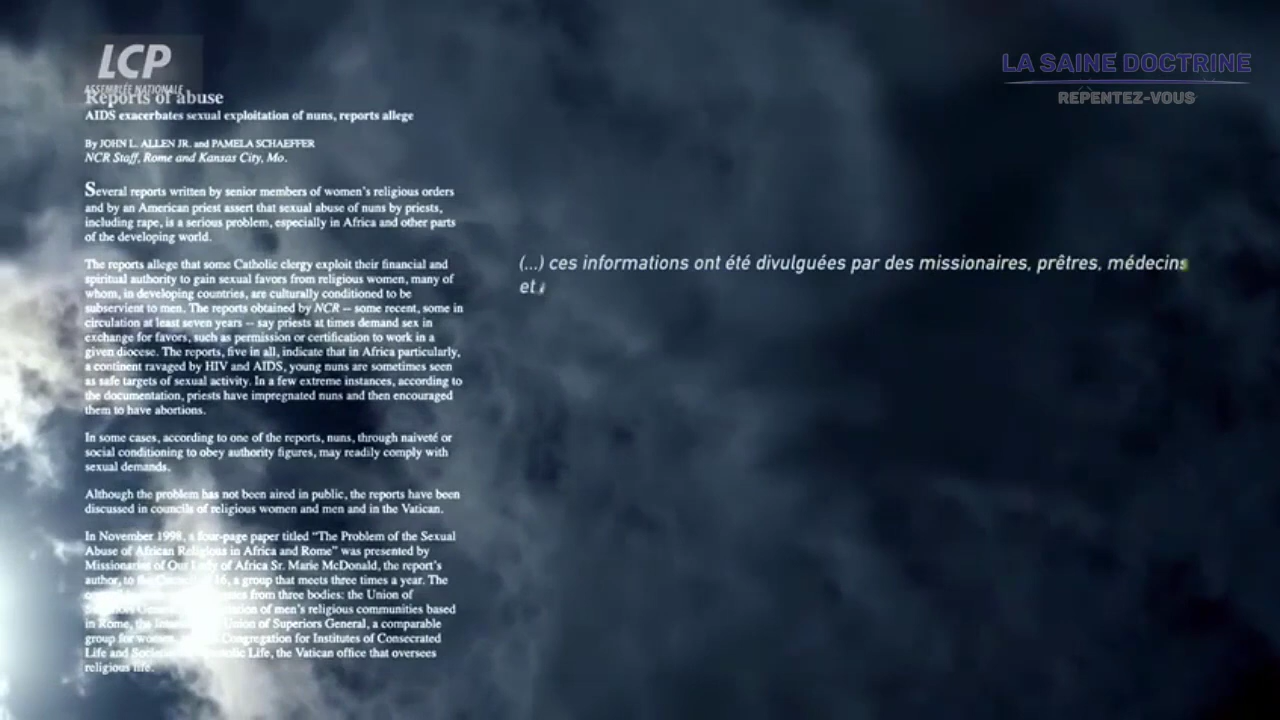 LCP
ASSEMBLÉE NATIONALE
LA SAINE DOCTRINE
REPENTEZ-VOUS
Reports of abuse
AIDS exacerbates sexual exploitation of nuns, reports allege
By JOHN L. ALLEN JR. and PAMELA SCHAEFFER
NCR Staff, Rome and Kansas City, Mo.
Several reports written by senior members of women's religious orders
and by an American priest assert that sexual abuse of nuns by priests,
including rape, is a serious problem, especially in Africa and other parts
of the developing world.
The reports allege that some Catholic clergy exploit their financial and
spiritual authority to gain sexual favors from religious women, many of
whom, in developing countries, are culturally conditioned to be
subservient to men. The reports obtained by NCR -- some recent, some in
circulation at least seven years -- say priests at times demand sex in
exchange for favors, such as permission or certification to work in a
given diocese. The reports, five in all, indicate that in Africa particularly,
a continent ravaged by HIV and AIDS, young nuns are sometimes seen
as safe targets of sexual activity. In a few extreme instances, according to
the documentation, priests have impregnated nuns and then encouraged
them to have abortions.
In some cases, according to one of the reports, nuns, through naiveté or
social conditioning to obey authority figures, may readily comply with
sexual demands.
Although the problem has not been aired in public, the reports have been
discussed in councils of religious women and men and in the Vatican.
In November 1998, a four-page paper titled "The Problem of the Sexual
Abuse of African Religious in Africa and Rome" was presented by
Missionaries of Our Lady of Africa Sr. Marie McDonald, the report's
author, to the Council of 16, a group that meets three times a year. The
from three bodies: the Union of
of men's religious communities based
in Rome, the Union of Superiors General, a comparable
group for women, Congregation for Institutes of Consecrated
Life and Life, the Vatican office that oversees
religious life.
(...) ces informations ont été divulguées par des missionaires, prêtres, médecins
et